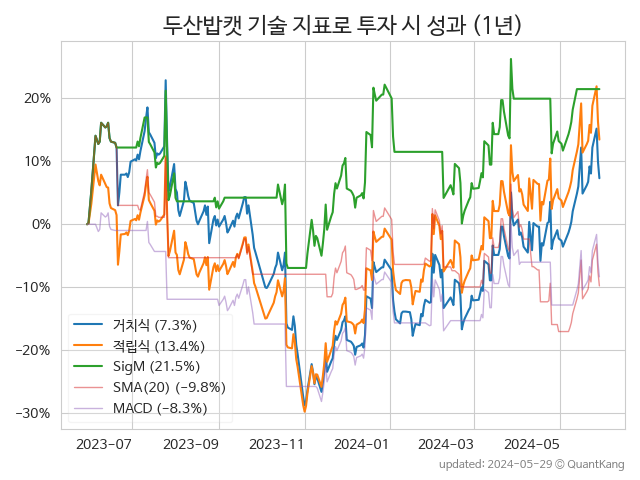 두산밥캣 기술 지표로 투자 시 성과 (1년)
20%
10%
0%
−10%
−20%
−30%
거치식 (7.3%)
적립식 (13.4%)
SigM (21.5%)
SMA(20) (−9.8%)
MACD (−8.3%)
2023-07
2023-09
2023-11
2024-01
2024-03
2024-05
updated: 2024-05-29 © QuantKang